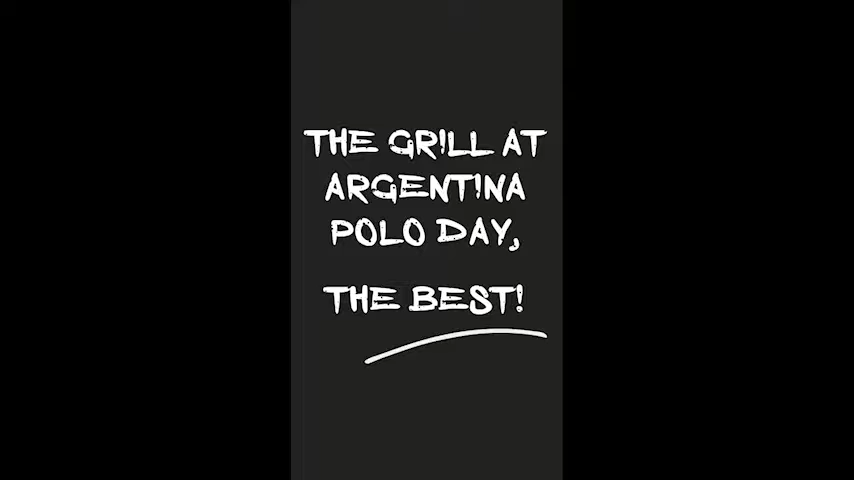 THE GRILL AT
ARGENTINA
POLO DAY,
THE BEST!